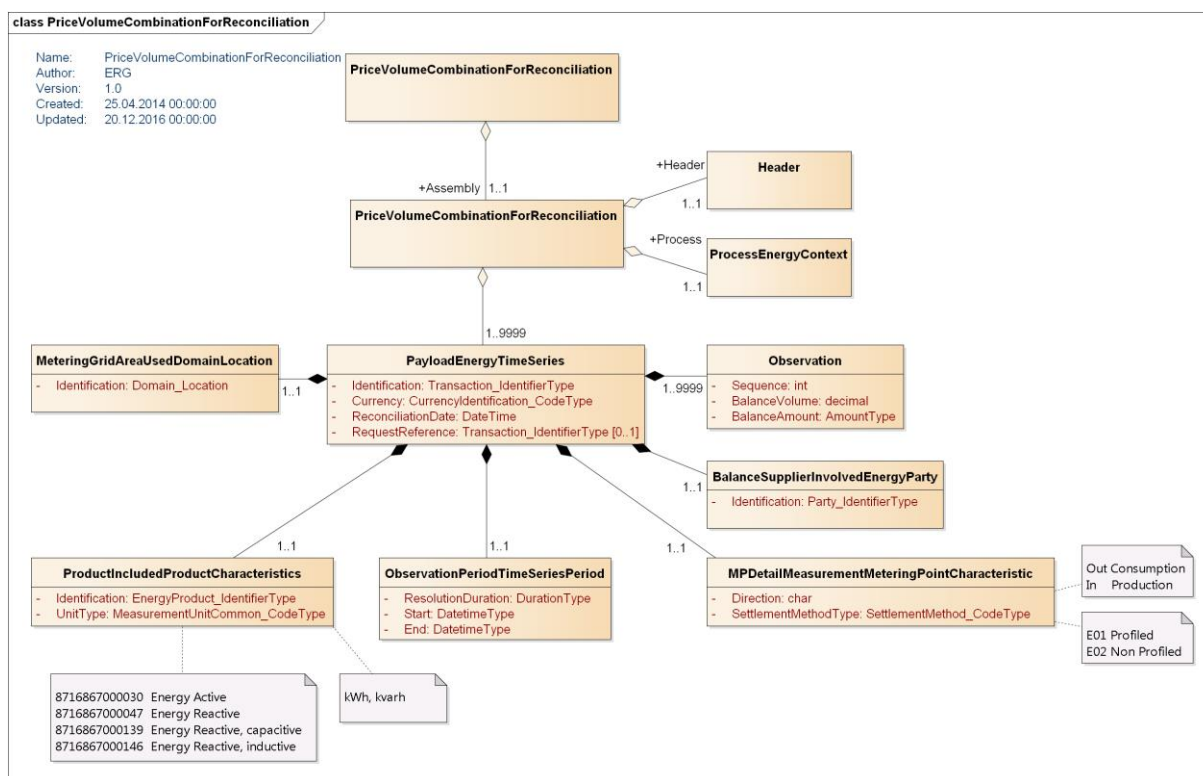 class PriceVolumeCombinationForReconciliation
Name: PriceVolumeCombinationForReconciliation
Author: ERG
Version: 1.0
Created: 25.04.2014 00:00:00
Updated: 20.12.2016 00:00:00
PriceVolumeCombinationForReconciliation
+Assembly 1..1
PriceVolumeCombinationForReconciliation
+Header
1..1
Header
+Process
1..1
ProcessEnergyContext
1..9999
MeteringGridAreaUsedDomainLocation
- Identification: Domain_Location
1..1
PayloadEnergyTimeSeries
- Identification: Transaction_IdentifierType
- Currency: CurrencyIdentification_CodeType
- ReconciliationDate: DateTime
- RequestReference: Transaction_IdentifierType [0..1]
1..9999
Observation
- Sequence: int
- BalanceVolume: decimal
- BalanceAmount: AmountType
1..1
BalanceSupplierInvolvedEnergyParty
- Identification: Party_IdentifierType
1..1
ProductIncludedProductCharacteristics
- Identification: EnergyProduct_IdentifierType
- UnitType: MeasurementUnitCommon_CodeType
1..1
ObservationPeriodTimeSeriesPeriod
- ResolutionDuration: DurationType
- Start: DatetimeType
- End: DatetimeType
1..1
MPDetailMeasurementMeteringPointCharacteristic
- Direction: char
- SettlementMethodType: SettlementMethod_CodeType
Out Consumption
In Production
E01 Profiled
E02 Non Profiled
8716867000030 Energy Active
8716867000047 Energy Reactive
8716867000139 Energy Reactive, capacitive
8716867000146 Energy Reactive, inductive
kWh, kvarh